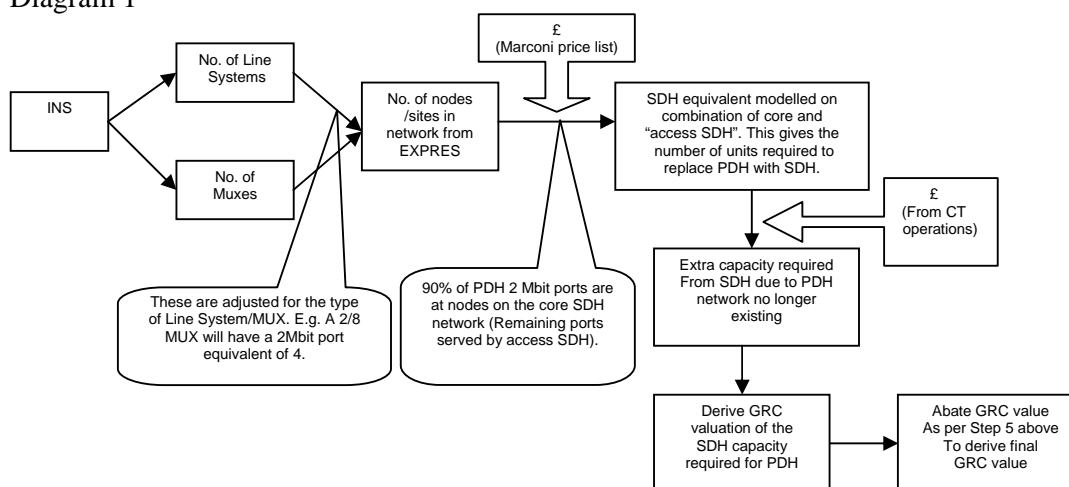 Diagram 1
INS
No. of Line
Systems
No. of
Muxes
No. of nodes
/sites in
network from
EXPRES
£
(Marconi price list)
SDH equivalent modelled on
combination of core and
“access SDH”. This gives the
number of units required to
replace PDH with SDH.
£
(From CT
operations)
These are adjusted for the type
of Line System/MUX. E.g. A 2/8
MUX will have a 2Mbit port
equivalent of 4.
90% of PDH 2 Mbit ports are
at nodes on the core SDH
network (Remaining ports
served by access SDH).
Extra capacity required
From SDH due to PDH
network no longer
existing
Derive GRC
valuation of the
SDH capacity
required for PDH
Abate GRC value
As per Step 5 above
To derive final
GRC value